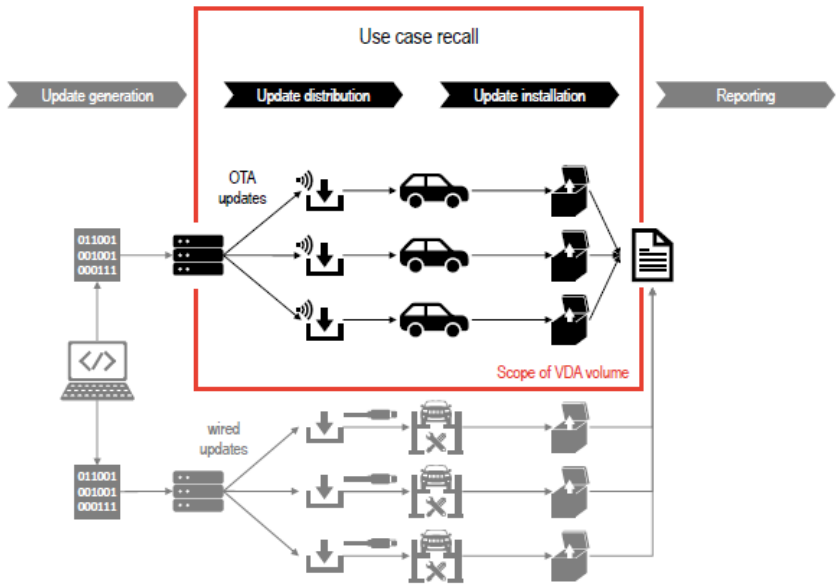 Use case recall
Update generation
Update distribution
Update installation
Reporting
OTA
updates
011001
001001
000111
</>
Scope of VDA volume
wired
updates
011001
001001
000111